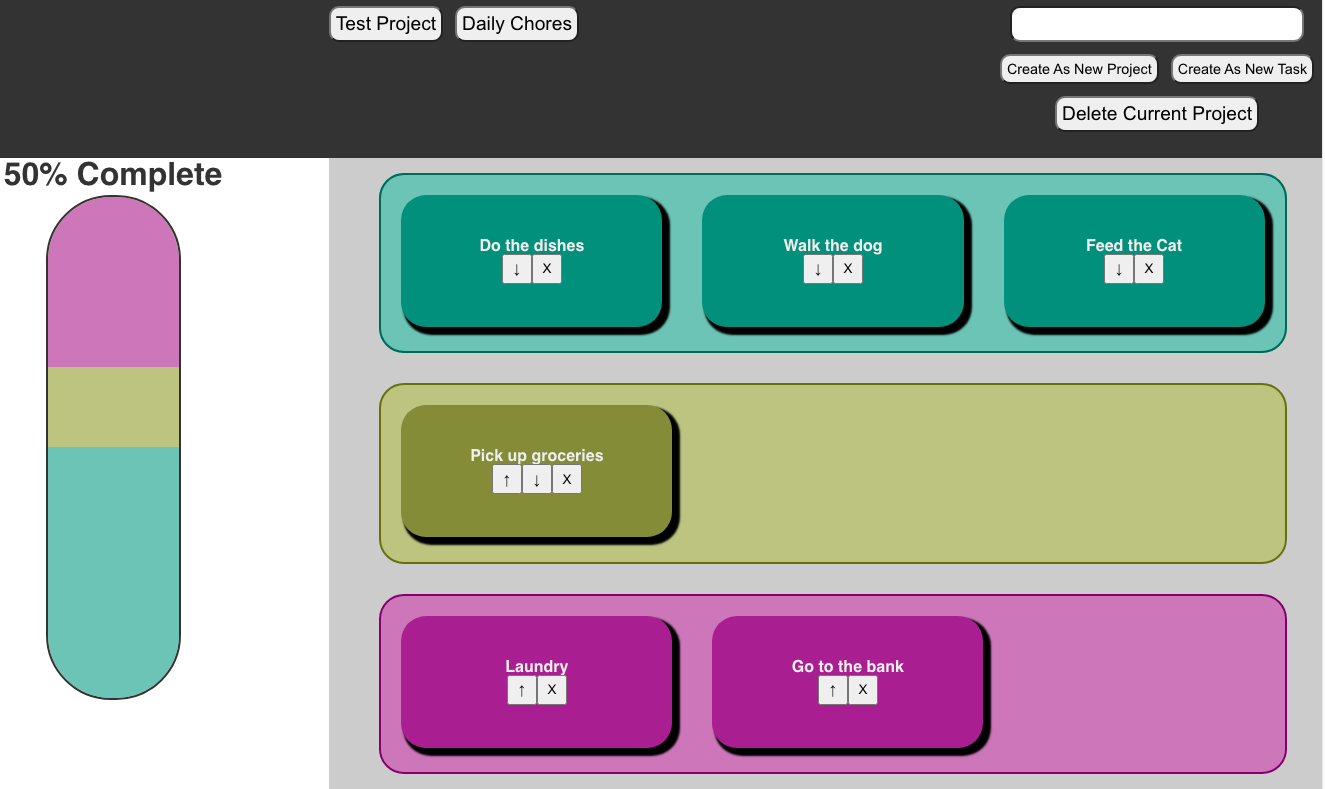 Test Project Daily Chores
Create As New Project Create As New Task
Delete Current Project
50% Complete
Do the dishes Walk the dog Feed the Cat
↓ X ↓ X ↓ X
Pick up groceries
↑ ↓ X
Laundry Go to the bank
↑ X ↑ X